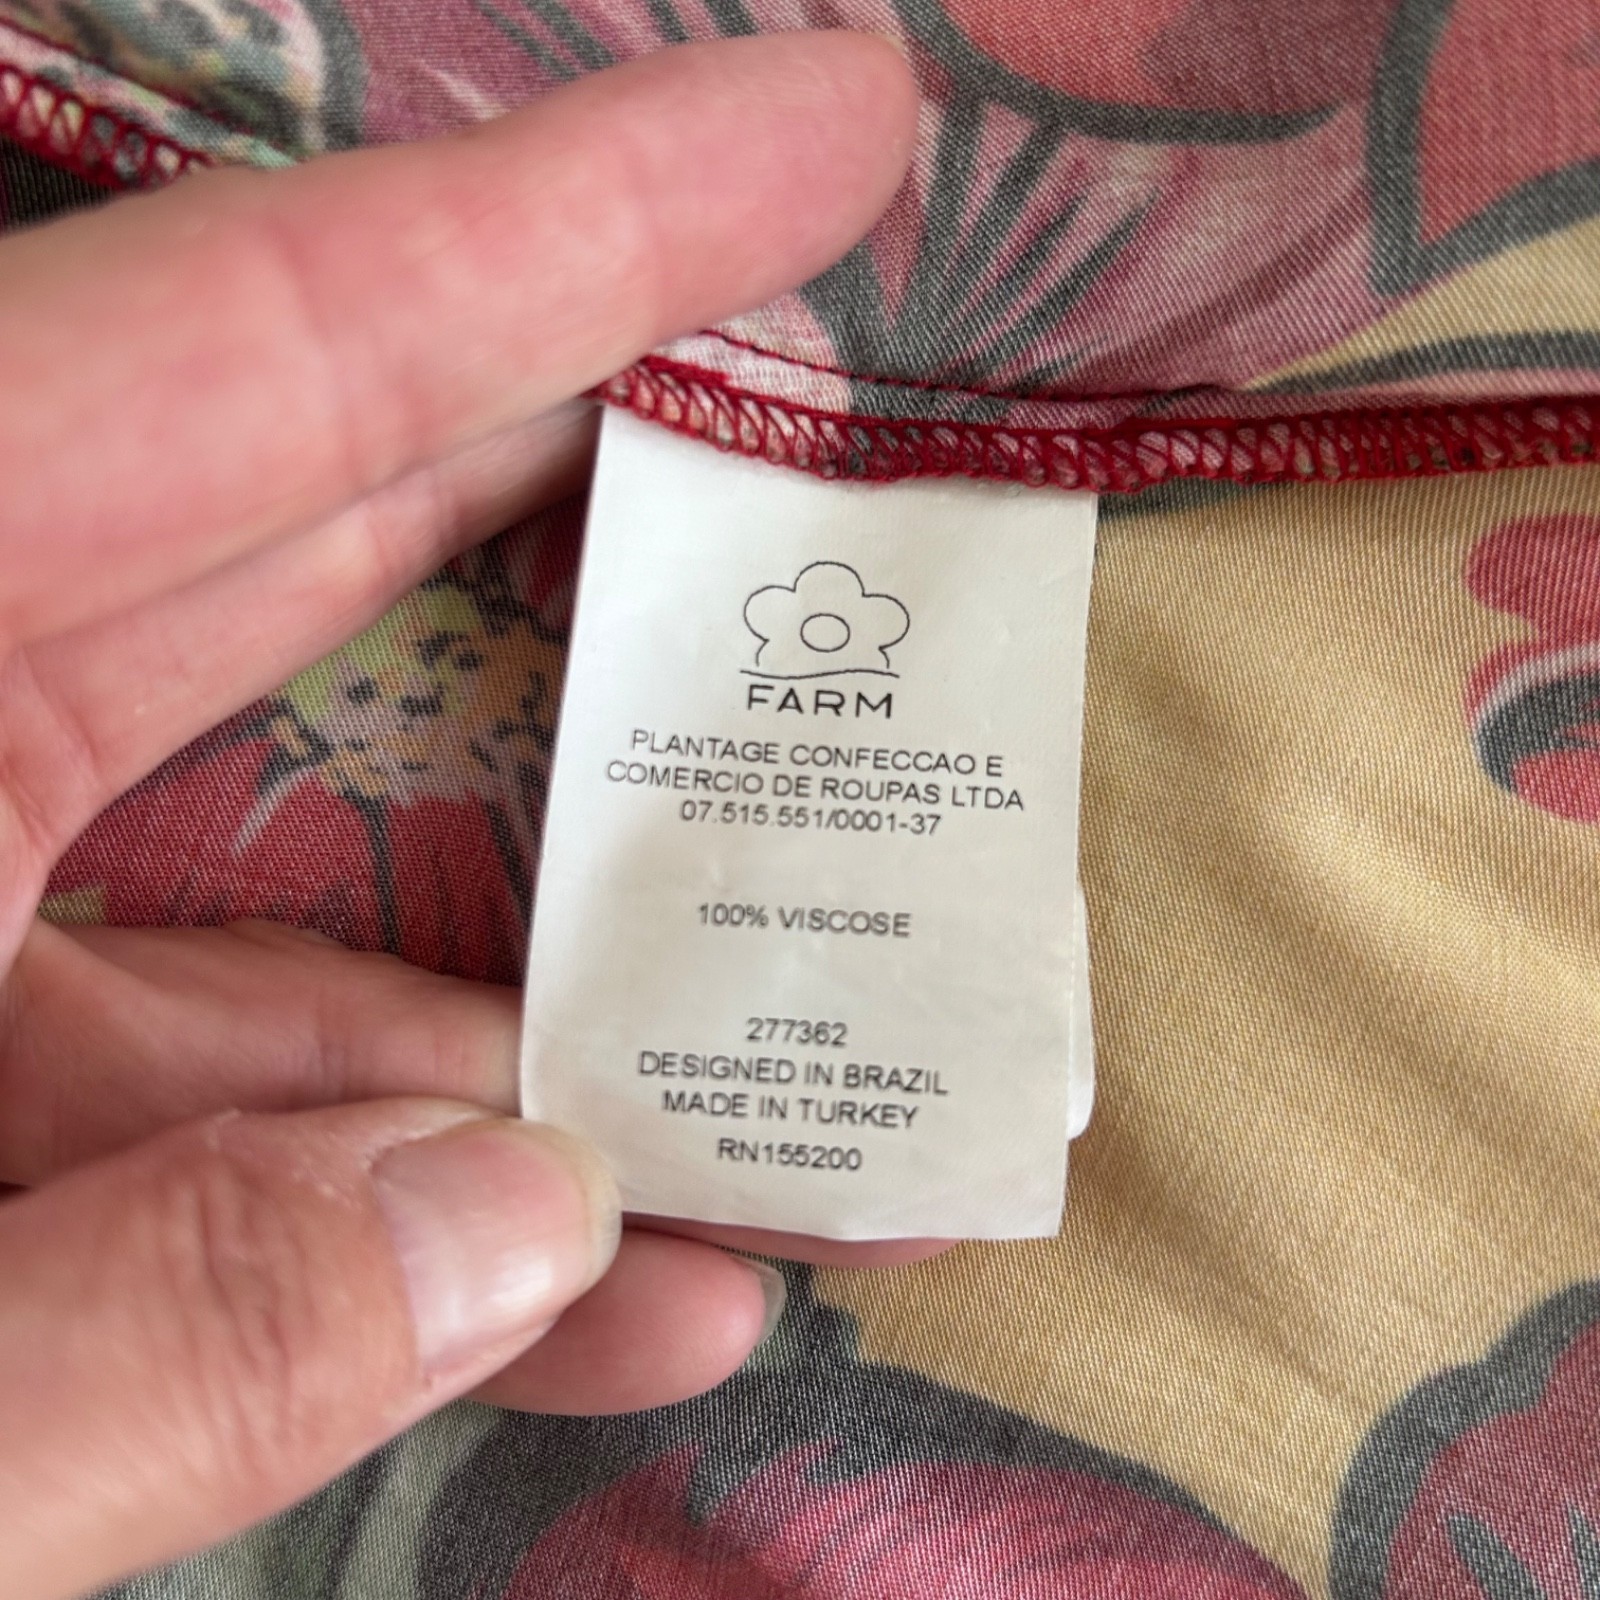 FARM
PLANTAGE CONFECCAO E
COMERCIO DE ROUPAS LTDA
07.515.551/0001-37
100% VISCOSE
277362
DESIGNED IN BRAZIL
MADE IN TURKEY
RN155200